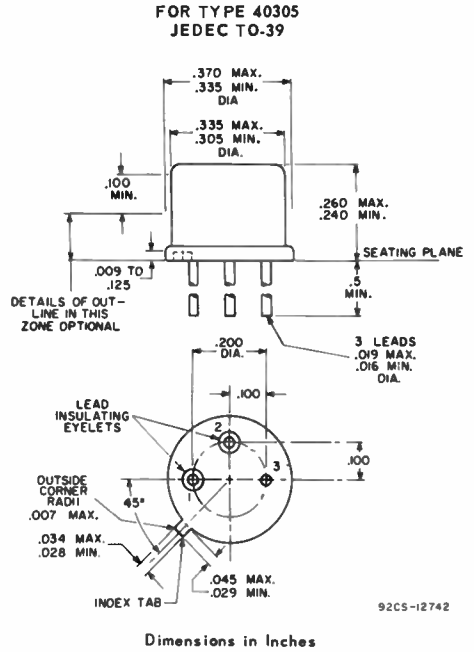 FOR TYPE 40305
JEDEC TO-39
.370 MAX.
.335 MIN.
DIA
.335 MAX.
.305 MIN.
DIA.
.100
MIN.
.260 MAX.
.240 MIN.
SEATING PLANE
.009 TO
.125
.5
MIN.
DETAILS OF OUT-
LINE IN THIS
ZONE OPTIONAL
.200
DIA.
3 LEADS
.019 MAX.
.016 MIN.
DIA.
.100
LEAD
INSULATING
EYELETS
2
3
.100
OUTSIDE
CORNER
RADII
.007 MAX.
45°
.034 MAX.
.028 MIN.
.045 MAX.
.029 MIN.
INDEX TAB
92CS-12742
Dimensions in Inches